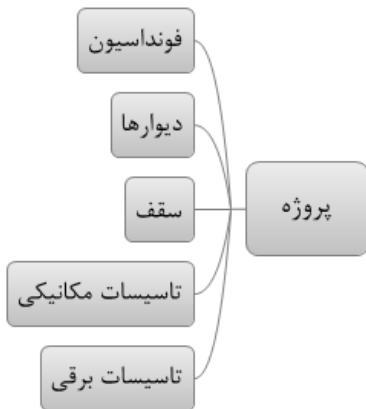 پروژه
فونداسیون
دیوارها
سقف
تاسیسات مکانیکی
تاسیسات برقی